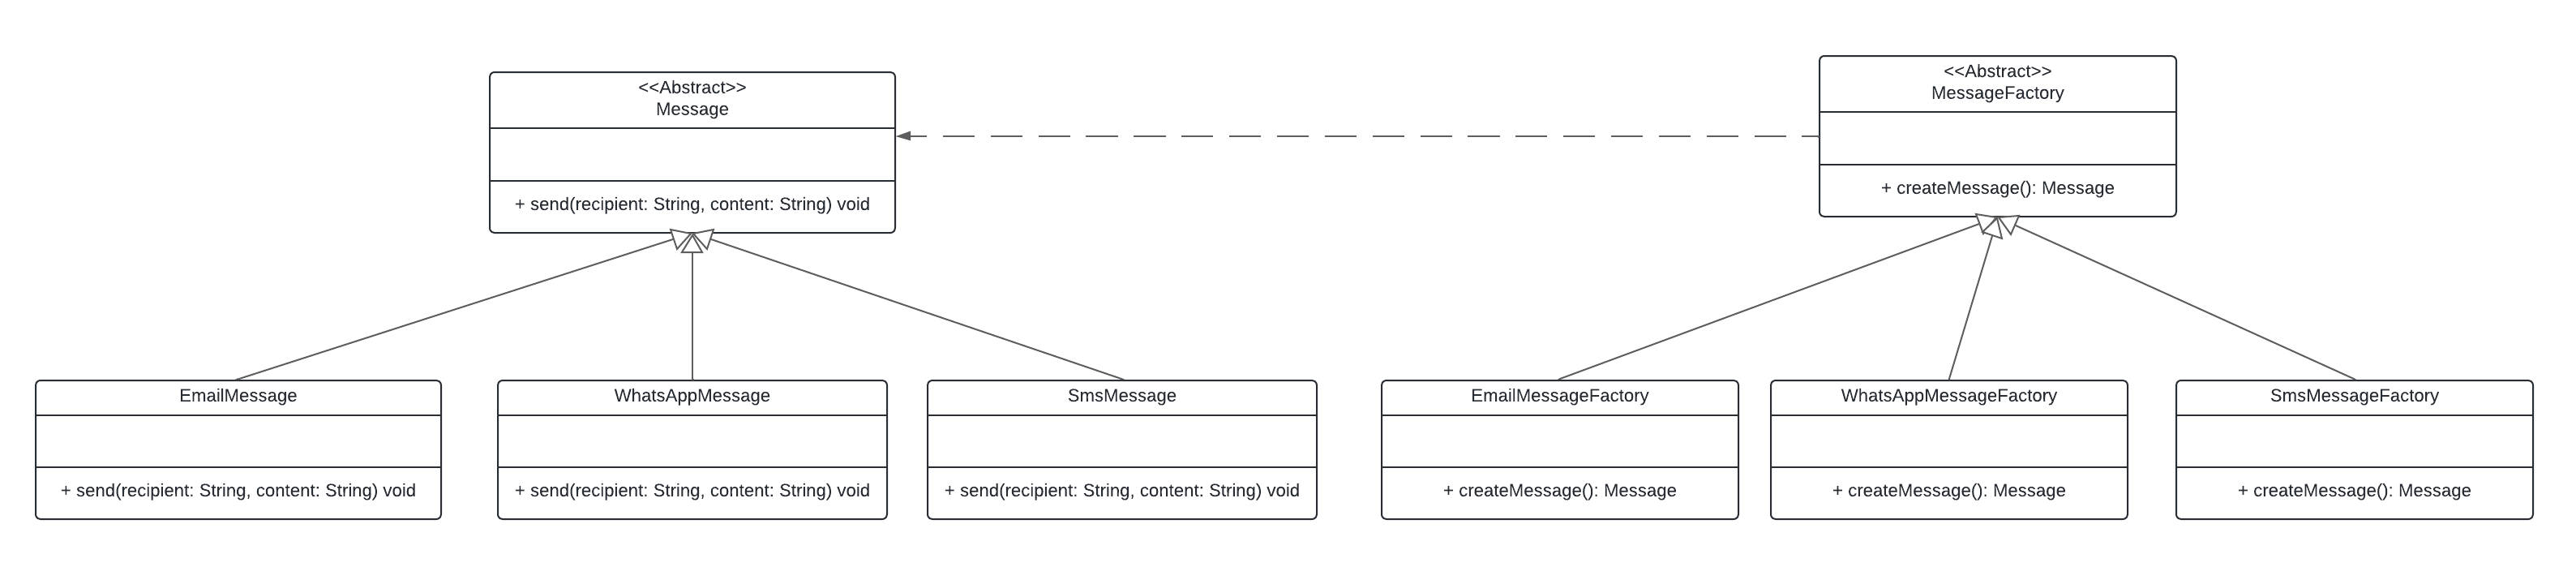 <<Abstract>>
Message
+ send(recipient: String, content: String) void
<<Abstract>>
MessageFactory
+ createMessage(): Message
EmailMessage
+ send(recipient: String, content: String) void
WhatsAppMessage
+ send(recipient: String, content: String) void
SmsMessage
+ send(recipient: String, content: String) void
EmailMessageFactory
+ createMessage(): Message
WhatsAppMessageFactory
+ createMessage(): Message
SmsMessageFactory
+ createMessage(): Message